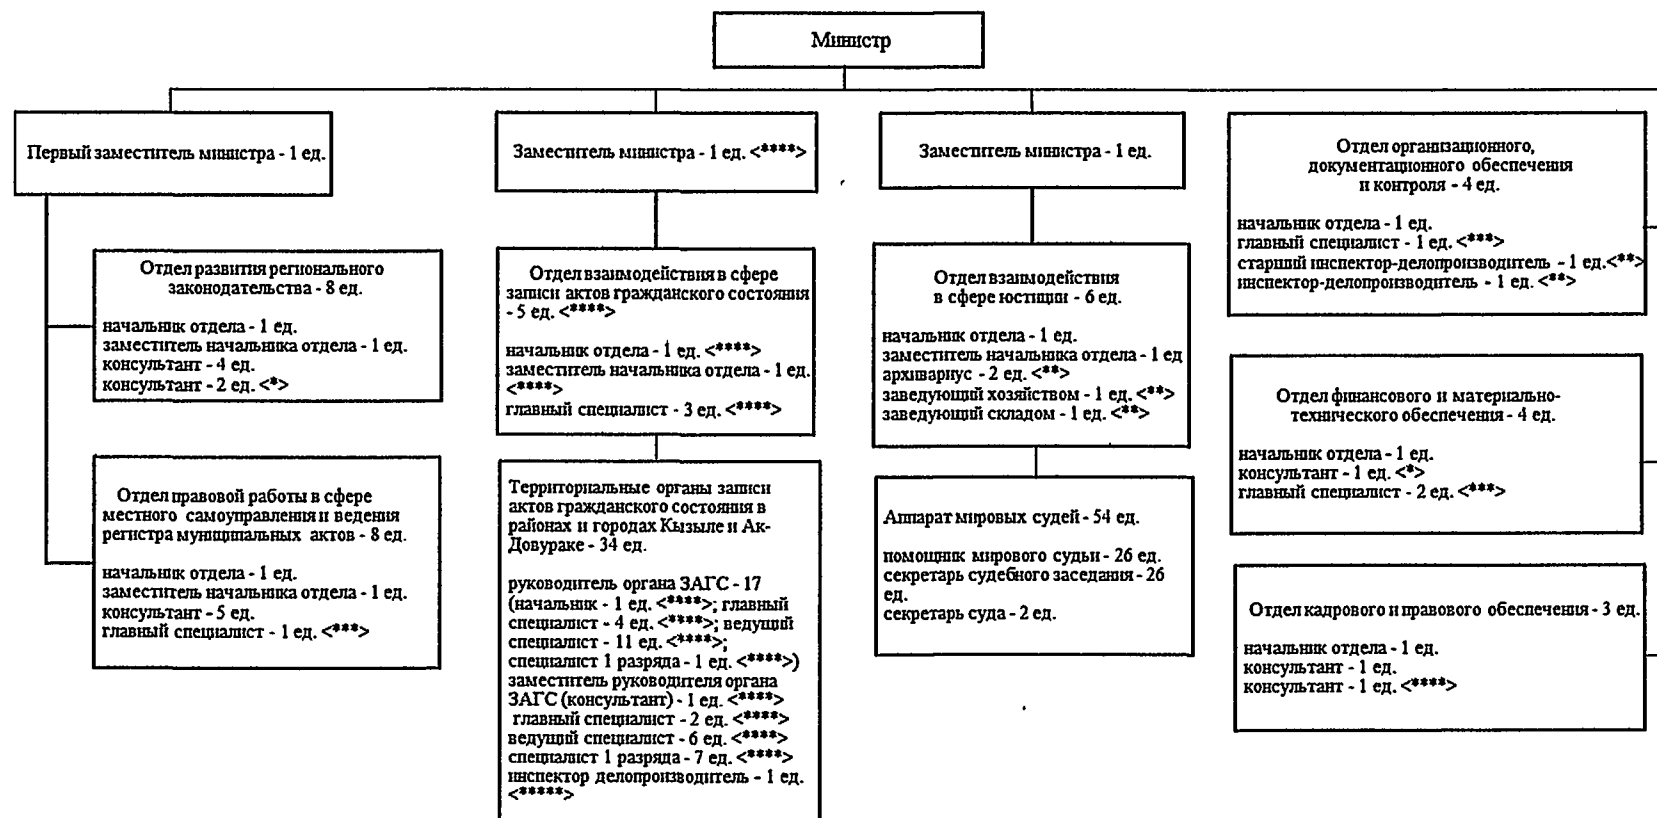 Министр
Первый заместитель министра - 1 ед.
Отдел развития регионального
законодательства - 8 ед.
начальник отдела - 1 ед.
заместитель начальника отдела - 1 ед.
консультант - 4 ед.
консультант - 2 ед. <*>
Отдел правовой работы в сфере
местного самоуправления и ведения
регистра муниципальных актов - 8 ед.
начальник отдела - 1 ед.
заместитель начальника отдела - 1 ед.
консультант - 5 ед.
главный специалист - 1 ед. <***>
Заместитель министра - 1 ед. <****>
Отдел взаимодействия в сфере
записи актов гражданского состояния
- 5 ед. <****>
начальник отдела - 1 ед. <****>
заместитель начальника отдела - 1 ед.
<****>
главный специалист - 3 ед. <****>
Территориальные органы записи
актов гражданского состояния в
районах и городах Кызыле и Ак-
Довураке - 34 ед.
руководитель органа ЗАГС - 17
(начальник - 1 ед. <****>; главный
специалист - 4 ед. <****>; ведущий
специалист - 11 ед. <****>;
специалист 1 разряда - 1 ед. <****>)
заместитель руководителя органа
ЗАГС (консультант) - 1 ед. <****>
главный специалист - 2 ед. <****>
ведущий специалист - 6 ед. <****>
специалист 1 разряда - 7 ед. <****>
инспектор делопроизводитель - 1 ед.
<*****>
Заместитель министра - 1 ед.
Отдел взаимодействия
в сфере юстиции - 6 ед.
начальник отдела - 1 ед.
заместитель начальника отдела - 1 ед
архивариус - 2 ед. <**>
заведующий хозяйством - 1 ед. <**>
заведующий складом - 1 ед. <**>
Аппарат мировых судей - 54 ед.
помощник мирового судьи - 26 ед.
секретарь судебного заседания - 26
ед.
секретарь суда - 2 ед.
Отдел организационного,
документационного обеспечения
и контроля - 4 ед.
начальник отдела - 1 ед.
главный специалист - 1 ед. <***>
старший инспектор-делопроизводитель - 1 ед.<**>
инспектор-делопроизводитель - 1 ед. <**>
Отдел финансового и материально-
технического обеспечения - 4 ед.
начальник отдела - 1 ед.
консультант - 1 ед. <*>
главный специалист - 2 ед. <***>
Отдел кадрового и правового обеспечения - 3 ед.
начальник отдела - 1 ед.
консультант - 1 ед.
консультант - 1 ед. <****>